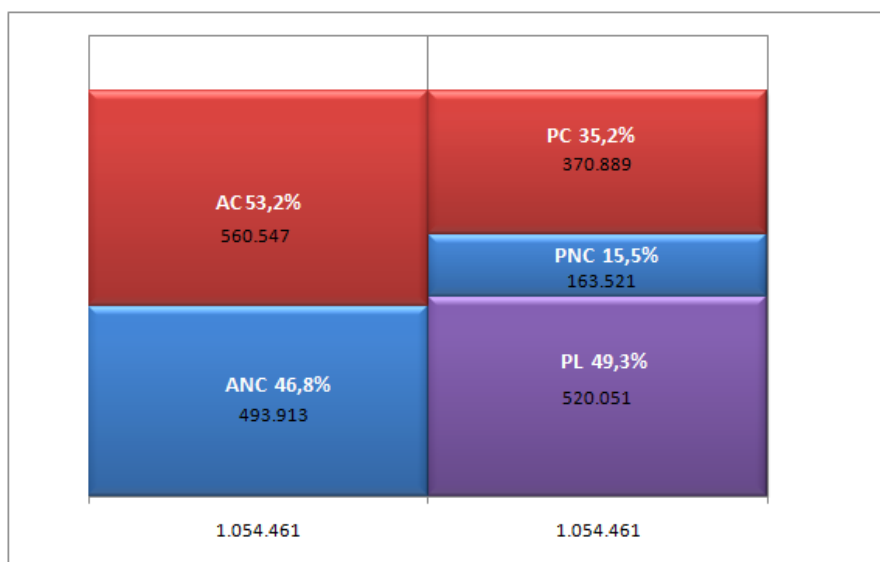 AC 53,2%
560.547
ANC 46,8%
493.913
PC 35,2%
370.889
PNC 15,5%
163.521
PL 49,3%
520.051
1.054.461
1.054.461